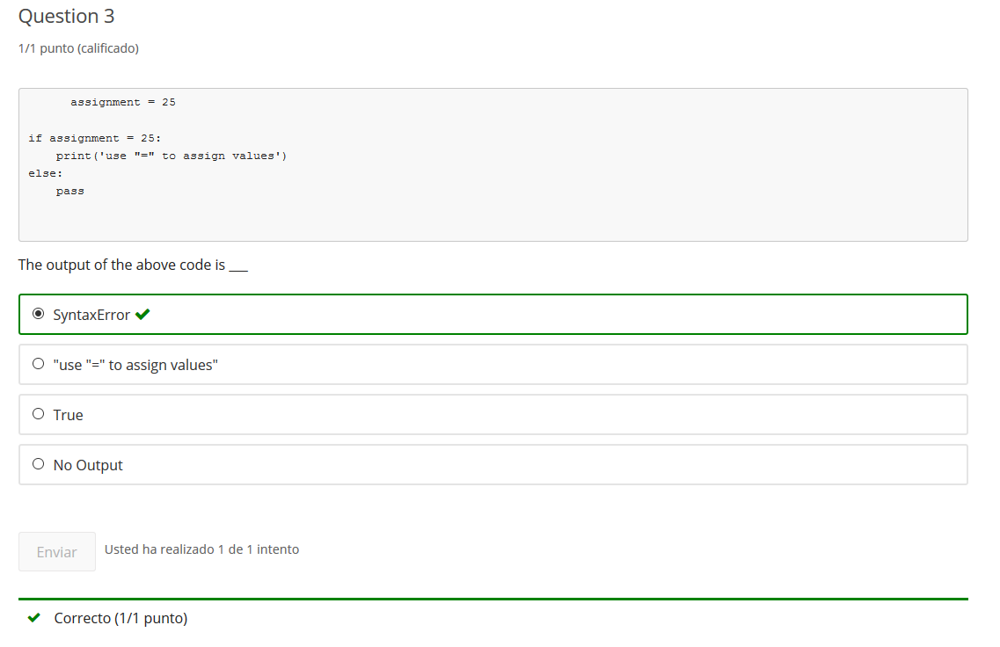 Question 3
1/1 punto (calificado)
assignment = 25
if assignment = 25:
print('use "=" to assign values')
else:
pass
The output of the above code is ___
SyntaxError
"use "=" to assign values"
True
No Output
Enviar
Usted ha realizado 1 de 1 intento
Correcto (1/1 punto)